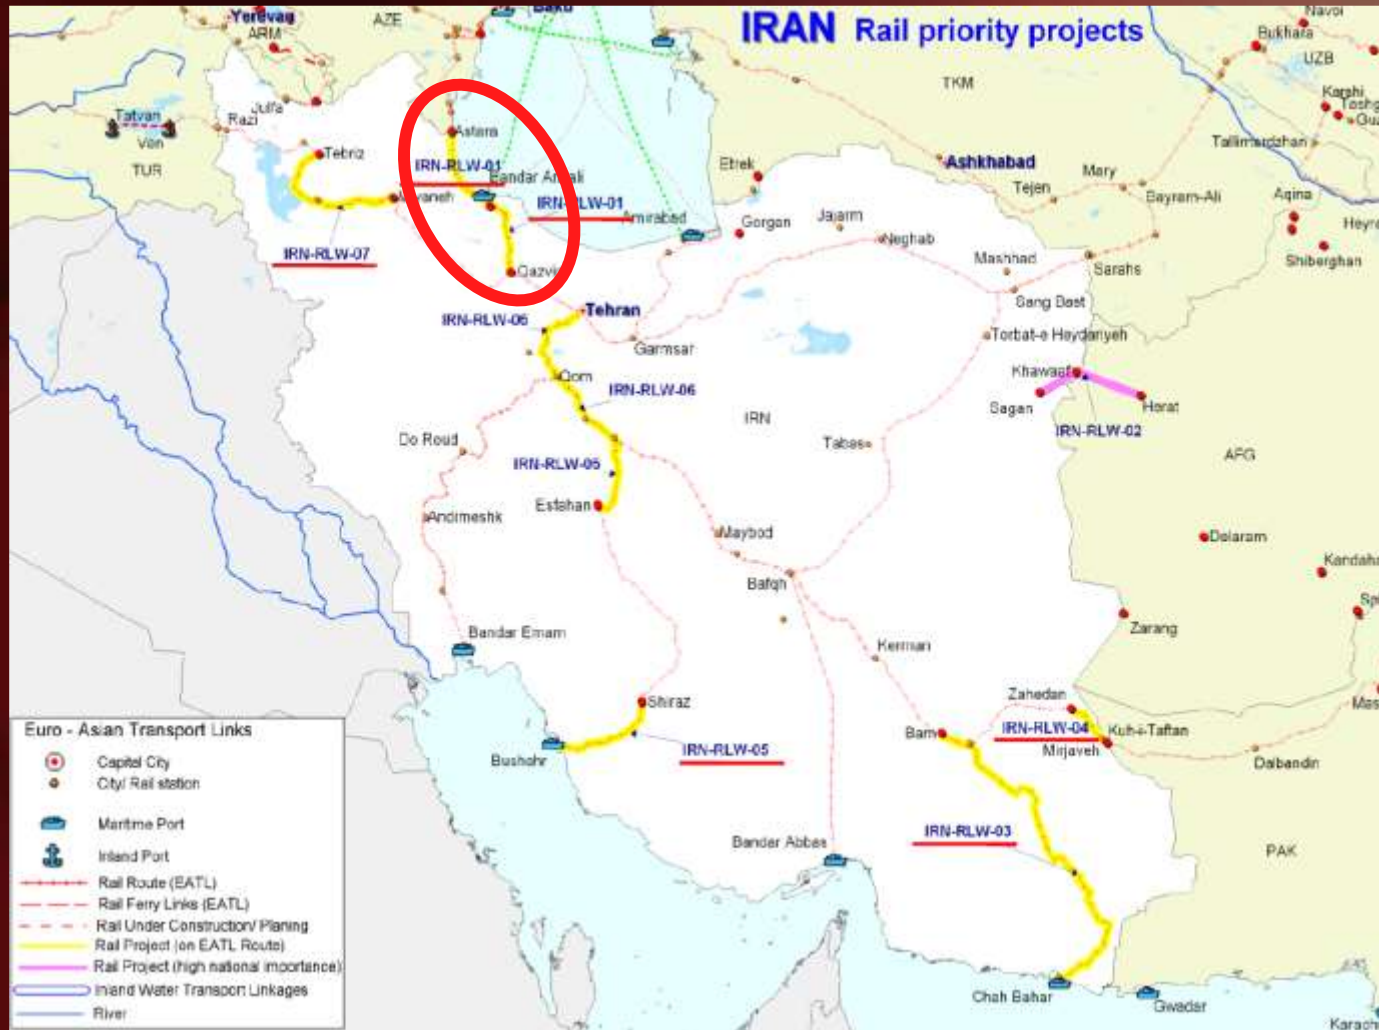 IRAN Rail priority projects
Baku
Navoi
Yerevan
ARM
AZE
Bukhara
UZB
TKM
Karshi
Julfa
Tatvan
Razi
Van
Astara
Tallimardzhan
TUR
Tebriz
IRN-RLW-01
Etrek
Ashkhabad
Mary
Tejen
Bayram-Ali
Aqina
IRN-RLW-01
Amirabad
Gorgan
Jajarm
Neghab
IRN-RLW-07
Mashhad
Sarahs
Shiberghan
Sang Bast
Tehran
IRN-RLW-06
Garmsar
Torbat-e Heydariyeh
Khawaaf
Qom
IRN-RLW-06
Sagan
Herat
IRN
IRN-RLW-02
Do Roud
Tabas
AFG
IRN-RLW-05
Esfahan
Andimeshk
Maybod
Delaram
Bafqh
Bandar Emam
Zarang
Kerman
Zahedan
Shiraz
Bam
IRN-RLW-04
Kuh-i-Taftan
Mirjaveh
Bushehr
IRN-RLW-05
Dalbandin
IRN-RLW-03
Bandar Abbas
PAK
Chah Bahar
Gwadar
Euro - Asian Transport Links
Capital City
City/ Rail station
Maritime Port
Inland Port
Rail Route (EATL)
Rail Ferry Links (EATL)
Rail Under Construction/ Planing
Rail Project (on EATL Route)
Rail Project (high national importance)
Inland Water Transport Linkages
River